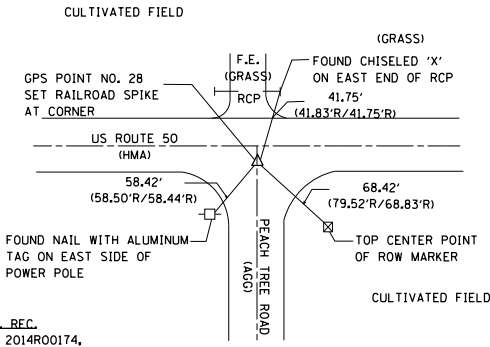 CULTIVATED FIELD
(GRASS)
F.E.
(GRASS)
RCP
FOUND CHISELED 'X'
ON EAST END OF RCP
41.75'
(41.83'R/41.75'R)
GPS POINT NO. 28
SET RAILROAD SPIKE
AT CORNER
US ROUTE 50
(HMA)
58.42'
(58.50'R/58.44'R)
68.42'
(79.52'R/68.83'R)
FOUND NAIL WITH ALUMINUM
TAG ON EAST SIDE OF
POWER POLE
PEACH TREE ROAD
(AGG)
TOP CENTER POINT
OF ROW MARKER
CULTIVATED FIELD
. REC.
2014R00174,